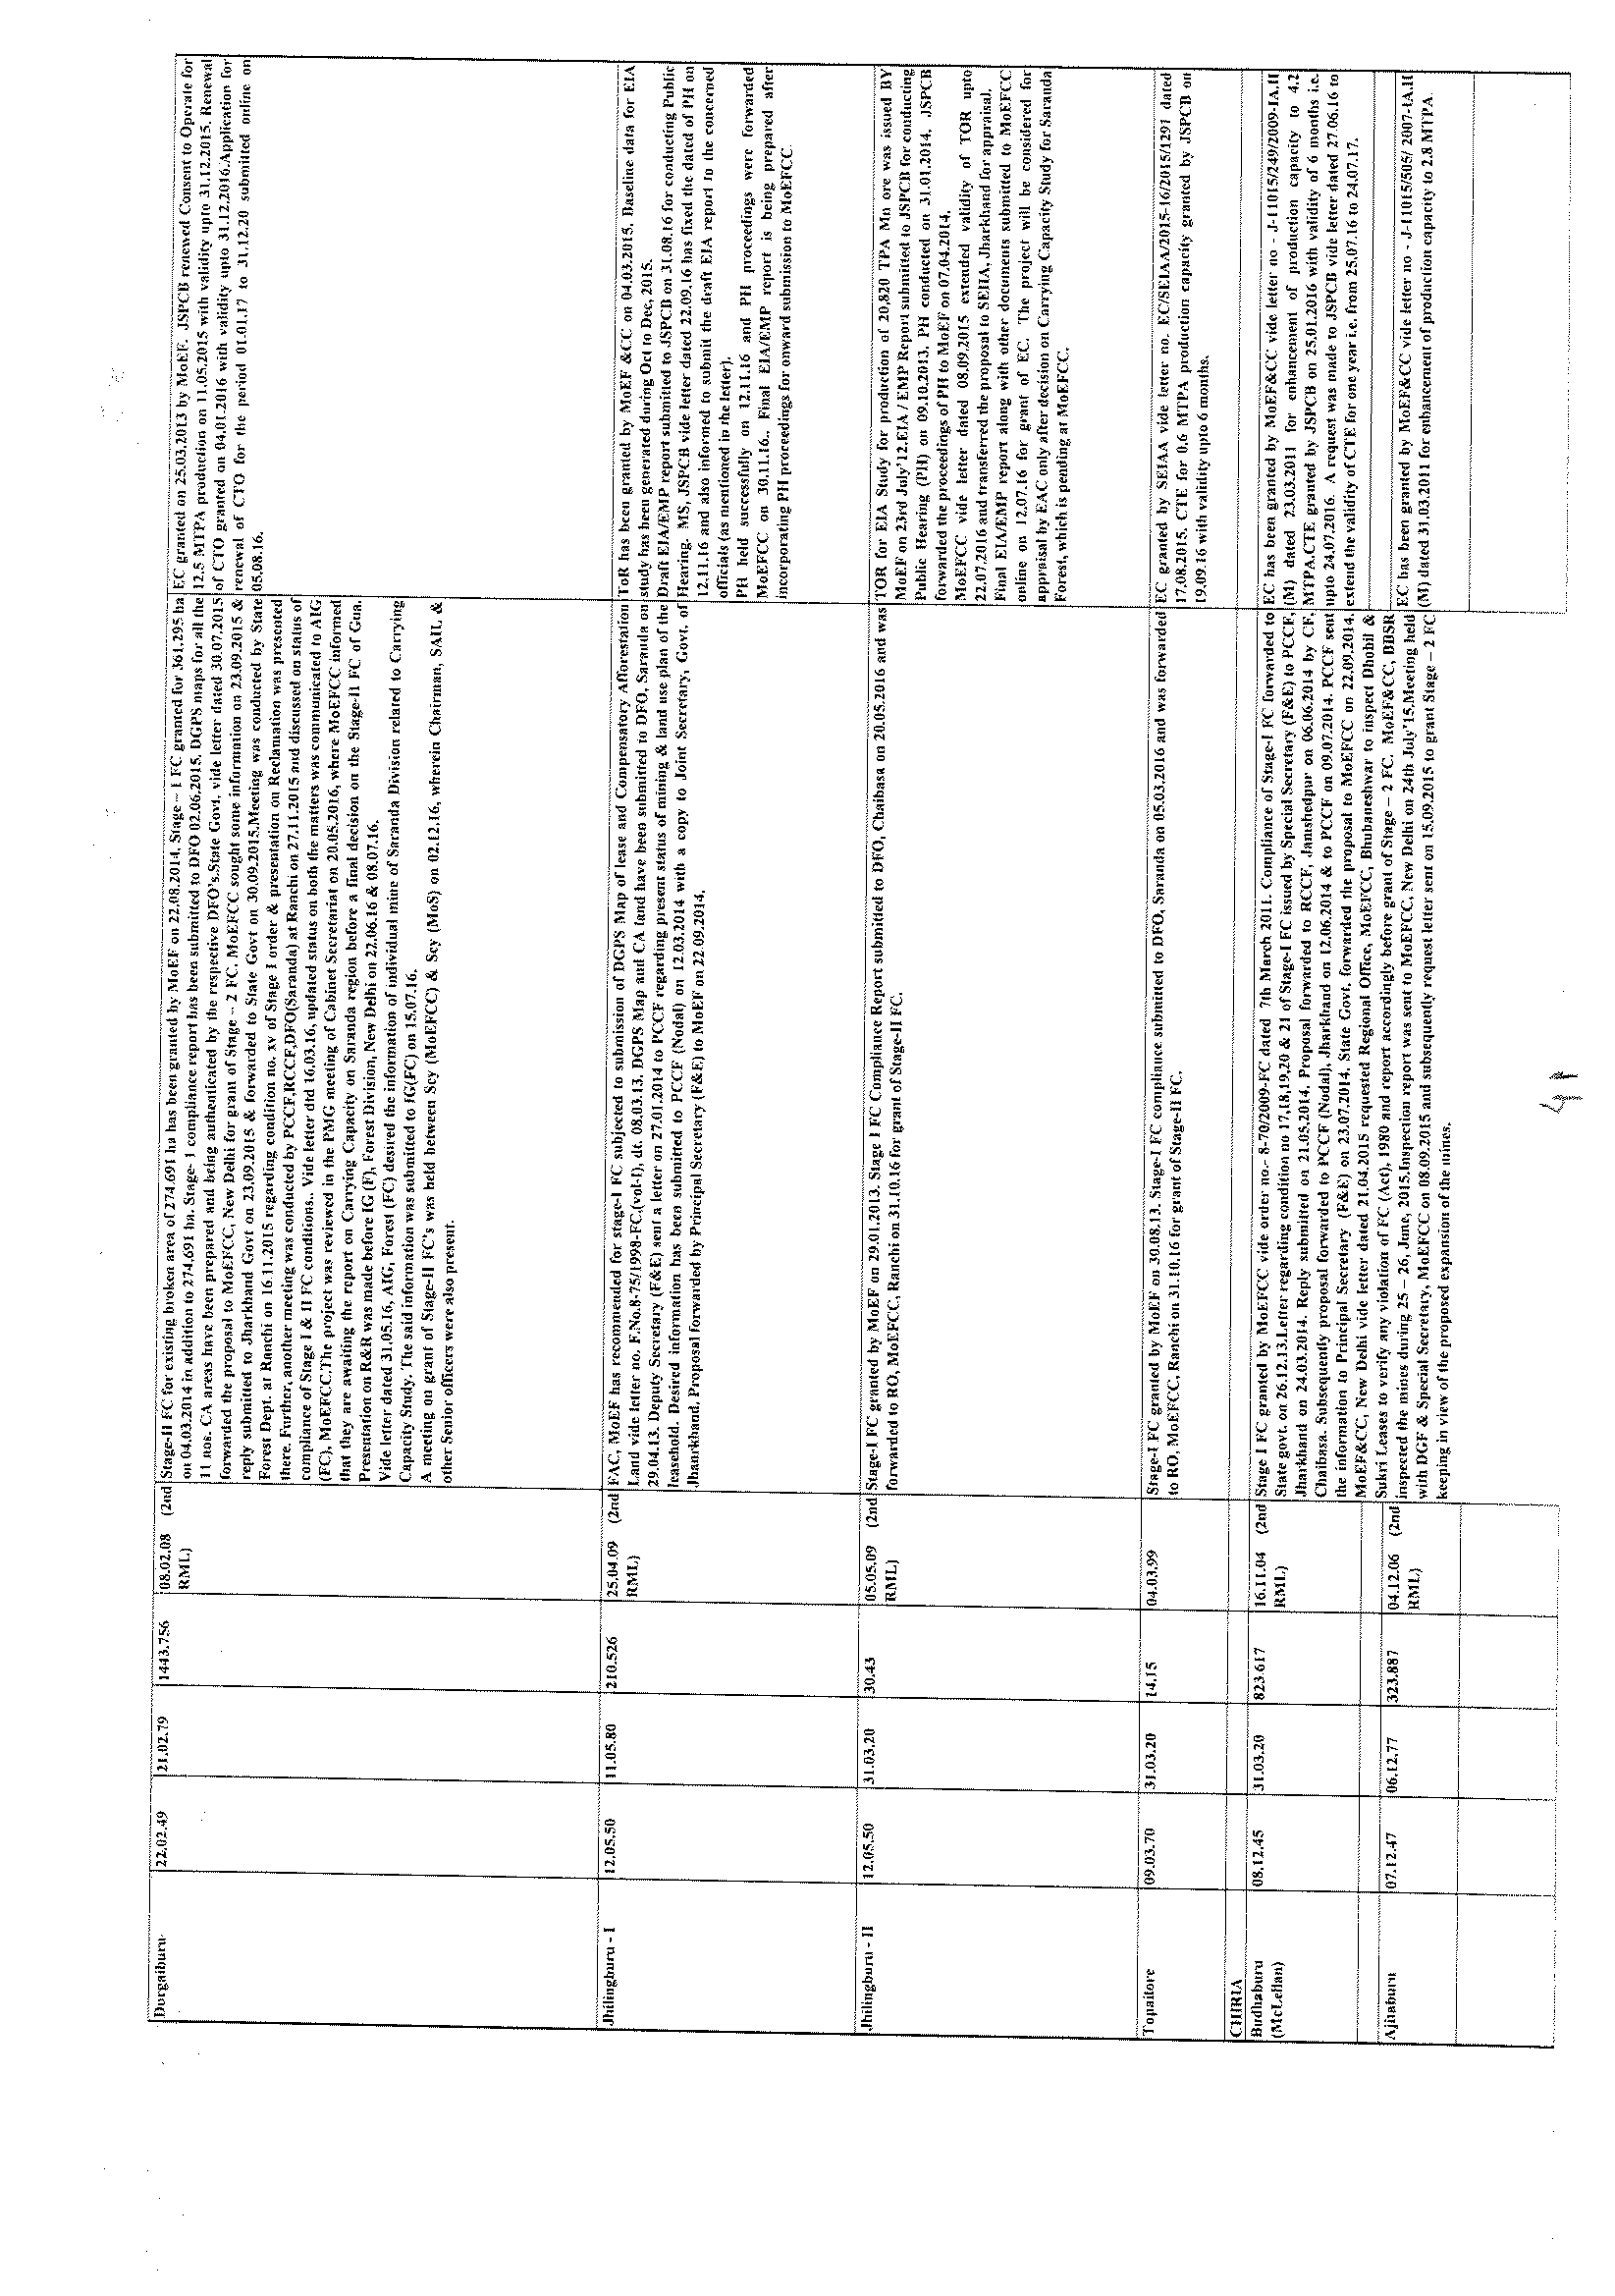 Durgaiburu-
22.02.49
21.02.79
1443.756
08.02.08 (2nd
RML)
Stage-II FC for existing broken area of 274.691 ha has been granted by MoEF on 22.08.2014. Stage – 1 FC granted for 361.295 ha
on 04.03.2014 in addition to 274.691 ha. Stage- 1 compliance report has been submitted to DFO 02.06.2015. DGPS maps for all the
11 nos. CA areas have been prepared and being authenticated by the respective DFO's.State Govt. vide letter dated 30.07.2015
forwarded the proposal to MoEFCC, New Delhi for grant of Stage – 2 FC. MoEFCC sought some information on 23.09.2015 &
reply submitted to Jharkhand Govt on 23.09.2015 & forwarded to State Govt on 30.09.2015.Meeting was conducted by State
Forest Dept. at Ranchi on 16.11.2015 regarding condition no. xv of Stage I order & presentation on Reclamation was presented
there. Further, another meeting was conducted by PCCF,RCCF,DFO(Saranda) at Ranchi on 27.11.2015 and discussed on status of
compliance of Stage I & II FC conditions.. Vide letter dtd 16.03.16, updated status on both the matters was communicated to AIG
(FC), MoEFCC.The project was reviewed in the PMG meeting of Cabinet Secretariat on 20.05.2016, where MoEFCC informed
that they are awaiting the report on Carrying Capacity on Saranda region before a final decision on the Stage-II FC of Gua.
Presentation on R&R was made before IG (F), Forest Division, New Delhi on 22.06.16 & 08.07.16.
Vide letter dated 31.05.16, AIG, Forest (FC) desired the information of individual mine of Saranda Division related to Carrying
Capacity Study. The said information was submitted to IG(FC) on 15.07.16.
A meeting on grant of Stage-II FC's was held between Scy (MoEFCC) & Scy (MoS) on 02.12.16, wherein Chairman, SAIL &
other Senior officers were also present.
EC granted on 25.03.2013 by MoEF. JSPCB renewed Consent to Operate for
12.5 MTPA production on 11.05.2015 with validity upto 31.12.2015. Renewal
of CTO granted on 04.01.2016 with validity upto 31.12.2016.Application for
renewal of CTO for the period 01.01.17 to 31.12.20 submitted online on
05.08.16.
Jhilingburu - I
12.05.50
11.05.80
210.526
25.04.09 (2nd
RML)
FAC, MoEF has recommended for stage-I FC subjected to submission of DGPS Map of lease and Compensatory Afforestation
Land vide letter no. F.No.8-75/1998-FC.(vol-I), dt. 08.03.13. DGPS Map and CA land have been submitted to DFO, Saranda on
29.04.13. Deputy Secretary (F&E) sent a letter on 27.01.2014 to PCCF regarding present status of mining & land use plan of the
leasehold. Desired information has been submitted to PCCF (Nodal) on 12.03.2014 with a copy to Joint Secretary, Govt. of
Jhanrkhand. Proposal forwarded by Principal Secretary (F&E) to MoEF on 22.09.2014.
ToR has been granted by MoEF &CC on 04.03.2015. Baseline data for EIA
study has been generated during Oct to Dec, 2015.
Draft EIA/EMP report submitted to JSPCB on 31.08.16 for conducting Public
Hearing. MS, JSPCB vide letter dated 22.09.16 has fixed the dated of PH on
12.11.16 and also informed to submit the draft EIA report to the concerned
officials (as mentioned in the letter).
PH held successfully on 12.11.16 and PH proceedings were forwarded
MoEFCC on 30.11.16.. Final EIA/EMP report is being prepared after
incorporating PH proceedings for onward submission to MoEFCC.
Jhilingburu - II
12.05.50
31.03.20
30.43
05.05.09 (2nd
RML)
Stage-I FC granted by MoEF on 29.01.2013. Stage I FC Compliance Report submitted to DFO, Chaibasa on 20.05.2016 and was
forwarded to RO, MoEFCC, Ranchi on 31.10.16 for grant of Stage-II FC.
TOR for EIA Study for production of 20,820 TPA Mn ore was issued BY
MoEF on 23rd July'12.EIA / EMP Report submitted to JSPCB for conducting
Public Hearing (PH) on 09.10.2013. PH conducted on 31.01.2014. JSPCB
forwarded the proceedings of PH to MoEF on 07.04.2014.
MoEFCC vide letter dated 08.09.2015 extended validity of TOR upto
22.07.2016 and transferred the proposal to SEIIA, Jharkhand for appraisal.
Final EIA/EMP report along with other documents submitted to MoEFCC
online on 12.07.16 for grant of EC. The project will be considered for
appraisal by EAC only after decision on Carrying Capacity Study for Saranda
Forest, which is pending at MoEFCC.
Topailore
09.03.70
31.03.20
14.15
04.03.99
Stage-I FC granted by MoEF on 30.08.13. Stage-I FC compliance submitted to DFO, Saranda on 05.03.2016 and was forwarded
to RO, MoEFCC, Ranchi on 31.10.16 for grant of Stage-II FC.
EC granted by SEIAA vide letter no. EC/SEIAA/2015-16/2015/1291 dated
17.08.2015. CTE for 0.6 MTPA production capacity granted by JSPCB on
19.09.16 with validity upto 6 months.
CHIRIA
Budhaburu
(McLellan)
08.12.45
31.03.20
823.617
16.11.04 (2nd
RML)
Stage I FC granted by MoEFCC vide order no.- 8-70/2009-FC dated 7th March 2011. Compliance of Stage-I FC forwarded to
State govt. on 26.12.13.Letter regarding condition no 17,18,19,20 & 21 of Stage-I FC issued by Special Secretary (F&E) to PCCF,
Jharkhand on 24.03.2014. Reply submitted on 21.05.2014. Proposal forwarded to RCCF, Jamshedpur on 06.06.2014 by CF,
Chaibasa. Subsequently proposal forwarded to PCCF (Nodal), Jharkhand on 12.06.2014 & to PCCF on 09.07.2014. PCCF sent
the information to Principal Secretary (F&E) on 23.07.2014. State Govt. forwarded the proposal to MoEFCC on 22.09.2014.
MoEF&CC, New Delhi vide letter dated 21.04.2015 requested Regional Office, MoEFCC, Bhubaneshwar to inspect Dhobil &
Sukri Leases to verify any violation of FC (Act), 1980 and report accordingly before grant of Stage – 2 FC. MoEF&CC, BBSR
inspected the mines during 25 – 26, June, 2015.Inspection report was sent to MoEFCC, New Delhi on 24th July'15.Meeting held
with DGF & Special Secretary, MoEFCC on 08.09.2015 and subsequently request letter sent on 15.09.2015 to grant Stage – 2 FC
keeping in view of the proposed expansion of the mines.
EC has been granted by MoEF&CC vide letter no - J-11015/249/2009-IA.II
(M) dated 23.03.2011 for enhancement of production capacity to 4.2
MTPA.CTE granted by JSPCB on 25.01.2016 with validity of 6 months i.e.
upto 24.07.2016. A request was made to JSPCB vide letter dated 27.06.16 to
extend the validity of CTE for one year i.e. from 25.07.16 to 24.07.17.
Ajitaburu
07.12.47
06.12.77
323.887
04.12.06 (2nd
RML)
EC has been granted by MoEF&CC vide letter no - J-11015/505/ 2007-IA.II
(M) dated 31.03.2011 for enhancement of production capacity to 2.8 MTPA.